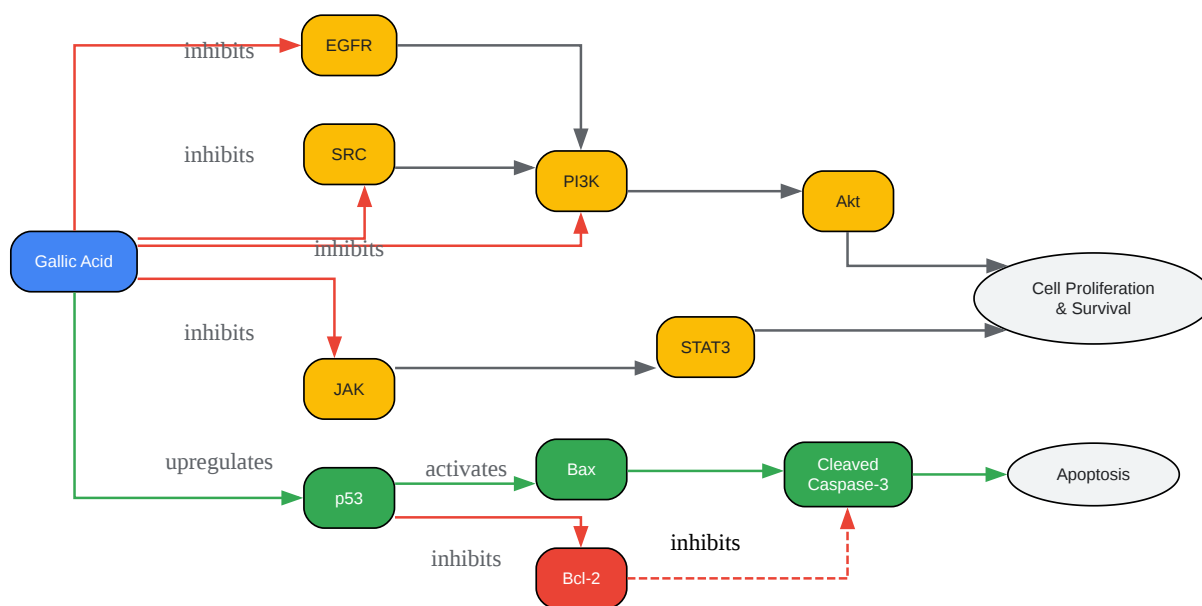 EGFR
inhibits
SRC
inhibits
PI3K
Akt
inhibits
Gallic Acid
Cell Proliferation
& Survival
inhibits
STAT3
JAK
upregulates
activates
Bax
Cleaved
Caspase-3
Apoptosis
p53
inhibits
inhibits
Bcl-2